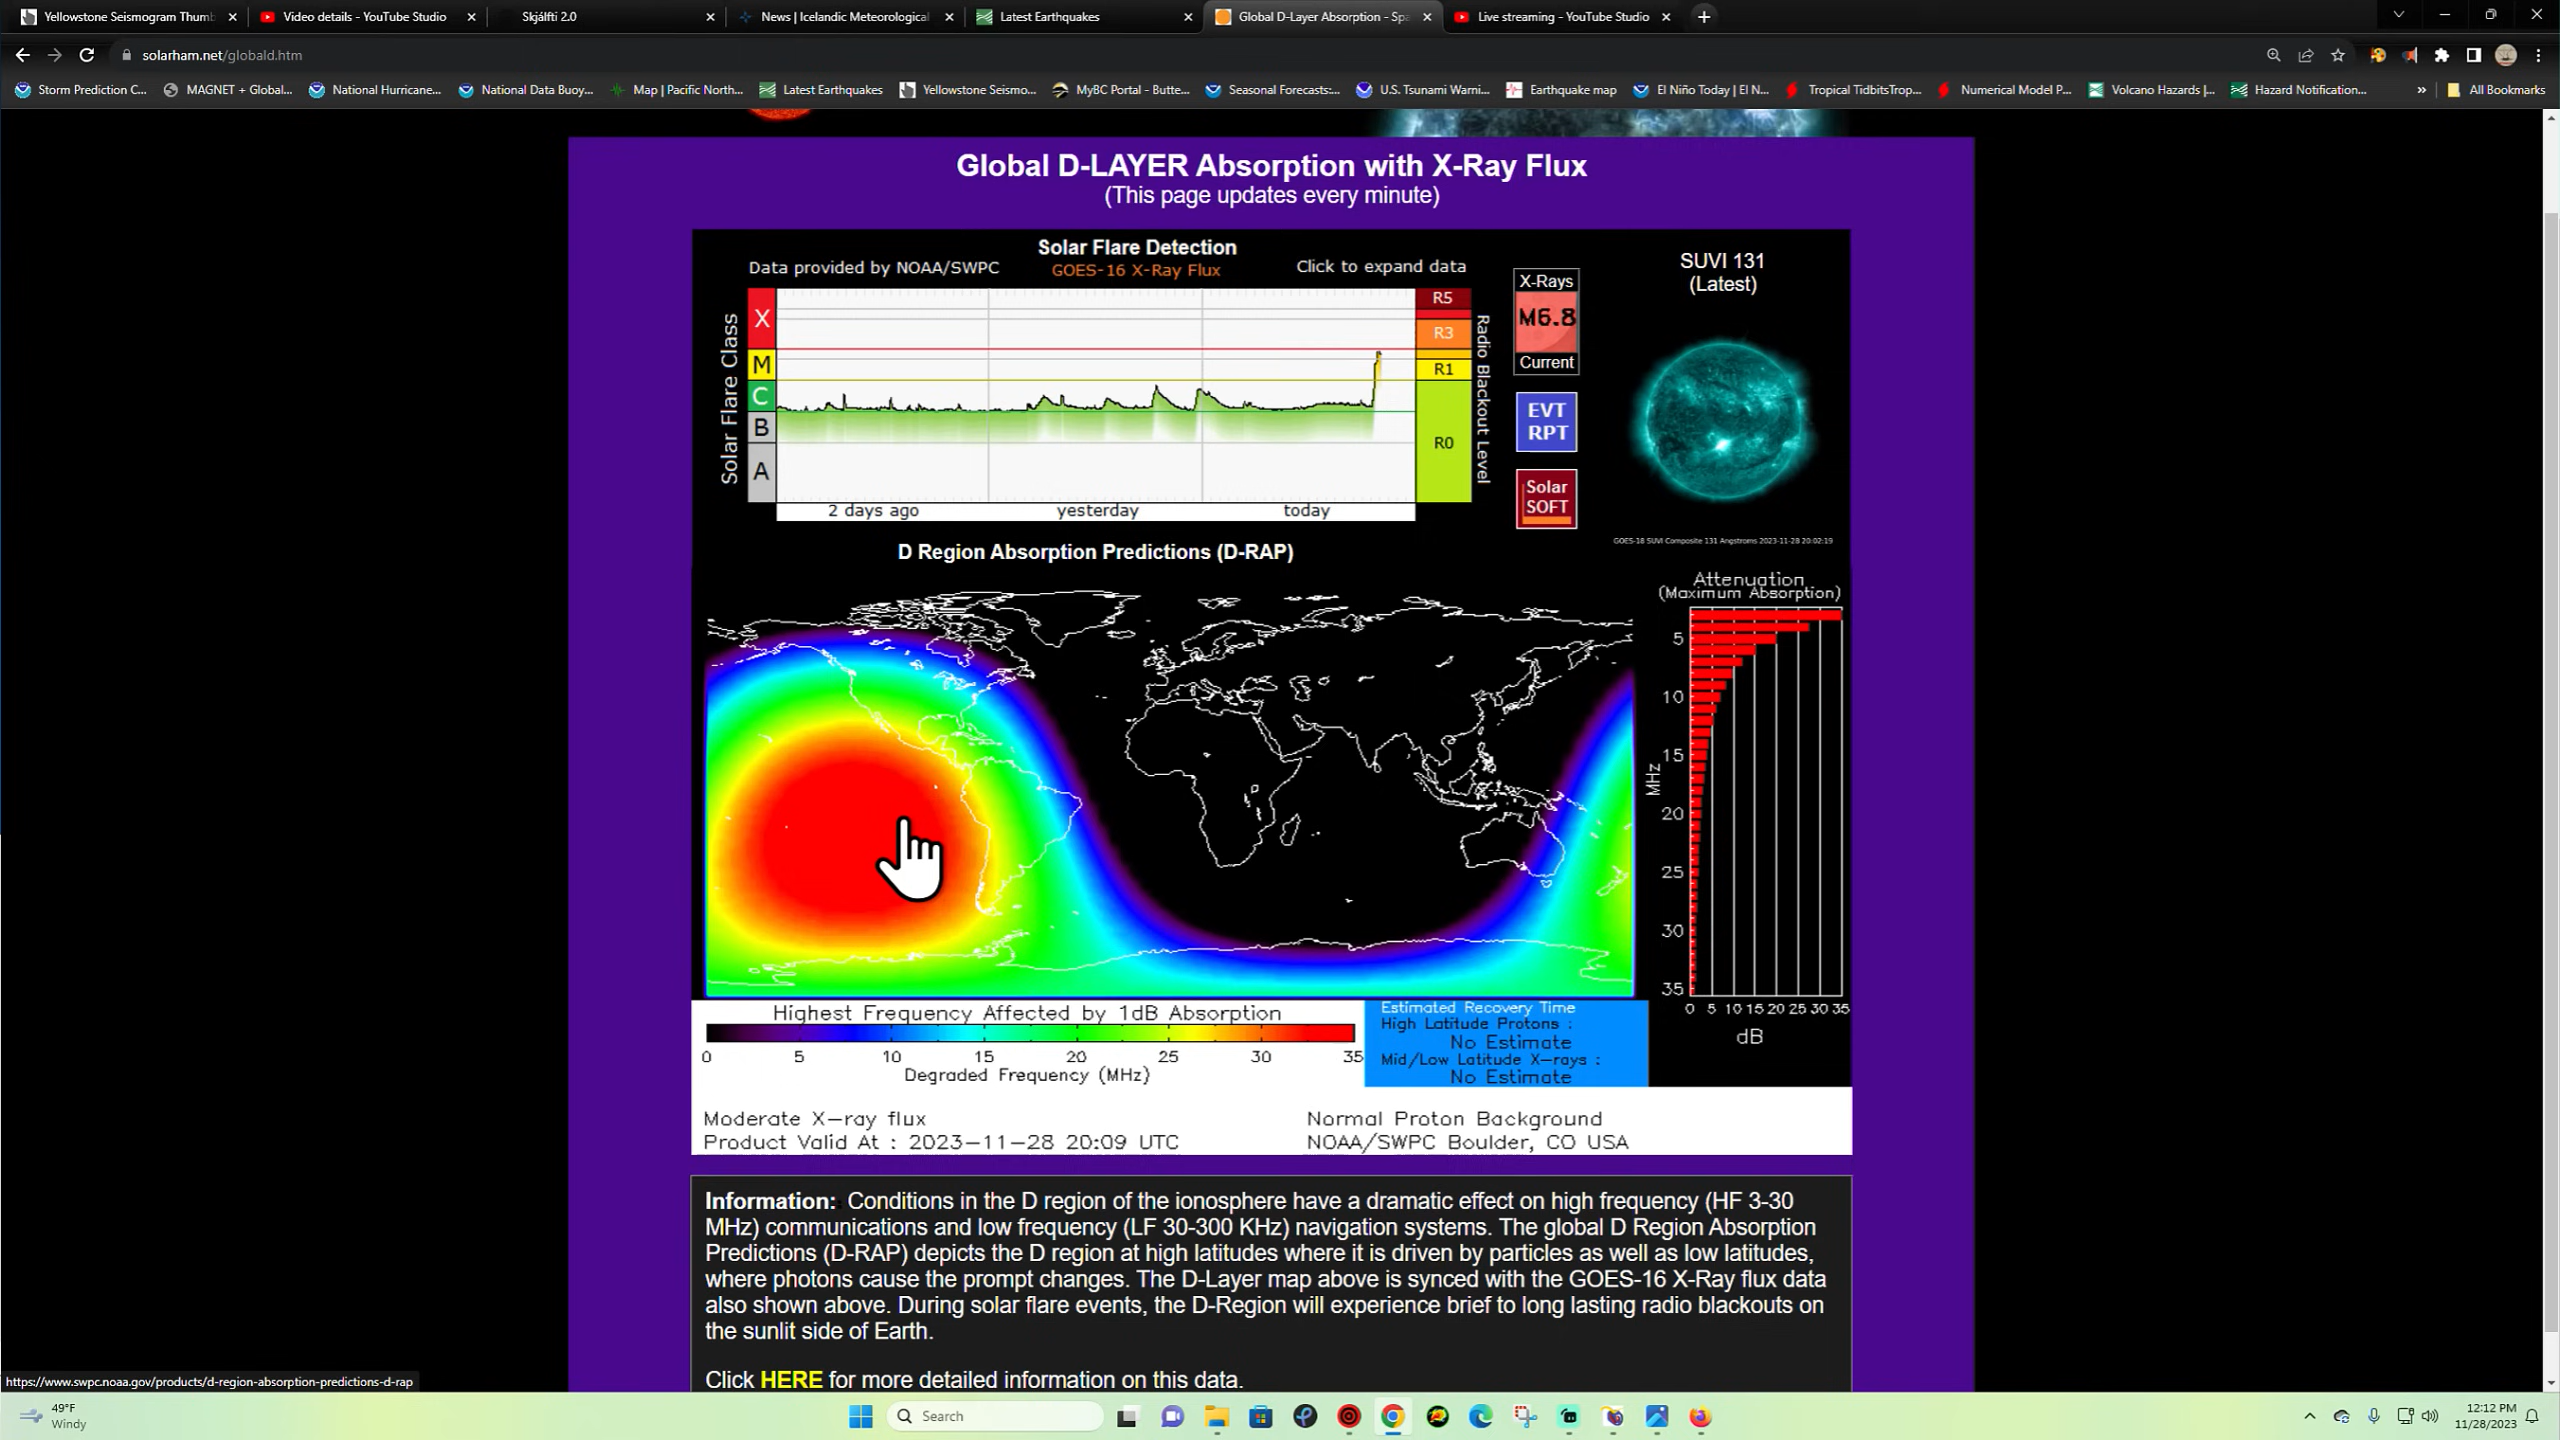 Yellowstone Seismogram Thumb
Video details - YouTube Studio
Skjálfti 2.0
News | Icelandic Meteorological
Latest Earthquakes
Global D-Layer Absorption - Spa
Live streaming - YouTube Studio
solarham.net/globald.htm
Storm Prediction C...
MAGNET + Global...
National Hurricane...
National Data Buoy...
Map | Pacific North...
Latest Earthquakes
Yellowstone Seismo...
MyBC Portal - Butte...
Seasonal Forecasts:...
U.S. Tsunami Warni...
Earthquake map
El Niño Today | El N...
Tropical TidbitsTrop...
Numerical Model P...
Volcano Hazards |...
Hazard Notification...
»
All Bookmarks
Global D-LAYER Absorption with X-Ray Flux
(This page updates every minute)
Solar Flare Detection
Data provided by NOAA/SWPC
GOES-16 X-Ray Flux
Click to expand data
Solar Flare Class
X
M
C
B
A
R5
R3
R1
R0
Radio Blackout Level
2 days ago
yesterday
today
X-Rays
M6.8
Current
EVT
RPT
Solar
SOFT
SUVI 131
(Latest)
GOES-18 SUVI Composite 131 Angstroms 2023-11-28 20:02:19
D Region Absorption Predictions (D-RAP)
Attenuation
(Maximum Absorption)
5
10
15
20
25
30
35
MHz
0 5 10 15 20 25 30 35
dB
Highest Frequency Affected by 1dB Absorption
0 5 10 15 20 25 30 35
Degraded Frequency (MHz)
Estimated Recovery Time
High Latitude Protons :
No Estimate
Mid/Low Latitude X-rays :
No Estimate
Moderate X-ray flux
Product Valid At : 2023-11-28 20:09 UTC
Normal Proton Background
NOAA/SWPC Boulder, CO USA
Information: Conditions in the D region of the ionosphere have a dramatic effect on high frequency (HF 3-30
MHz) communications and low frequency (LF 30-300 KHz) navigation systems. The global D Region Absorption
Predictions (D-RAP) depicts the D region at high latitudes where it is driven by particles as well as low latitudes,
where photons cause the prompt changes. The D-Layer map above is synced with the GOES-16 X-Ray flux data
also shown above. During solar flare events, the D-Region will experience brief to long lasting radio blackouts on
the sunlit side of Earth.
Click HERE for more detailed information on this data.
https://www.swpc.noaa.gov/products/d-region-absorption-predictions-d-rap
49°F
Windy
Search
12:12 PM
11/28/2023